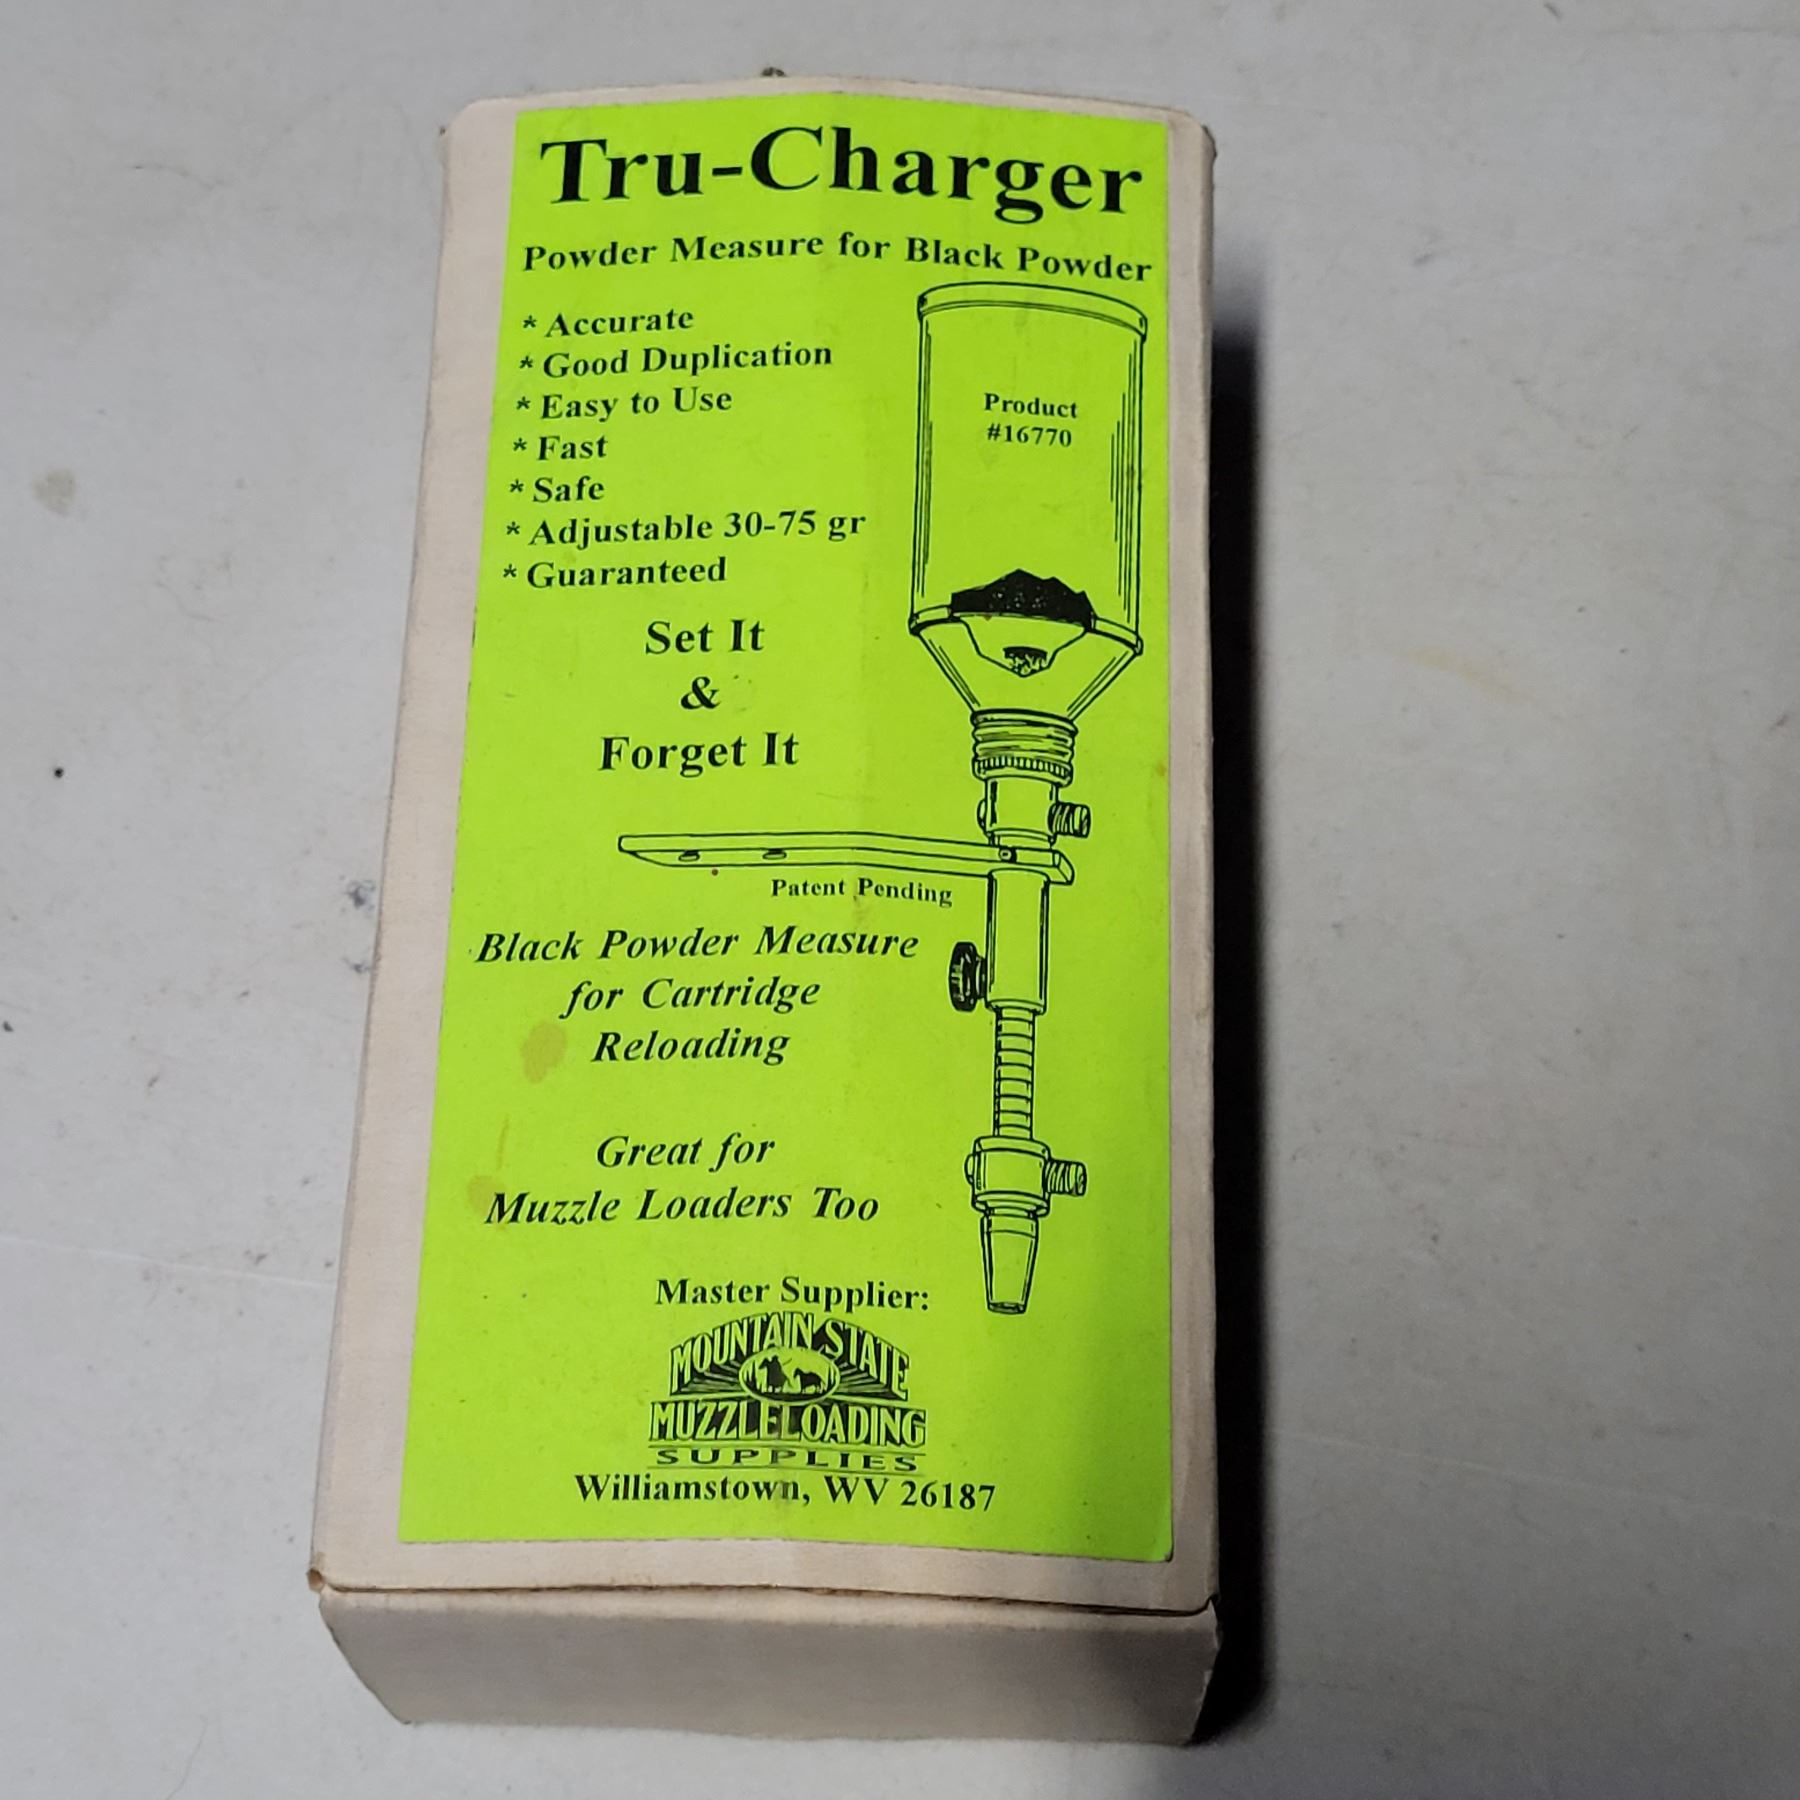 Tru-Charger
Powder Measure for Black Powder
* Accurate
* Good Duplication
* Easy to Use
* Fast
* Safe
* Adjustable 30-75 gr
* Guaranteed
Product
#16770
Set It
&
Forget It
Patent Pending
Black Powder Measure
for Cartridge
Reloading
Great for
Muzzle Loaders Too
Master Supplier:
MOUNTAIN STATE
MUZZLELOADING
SUPPLIES
Williamstown, WV 26187